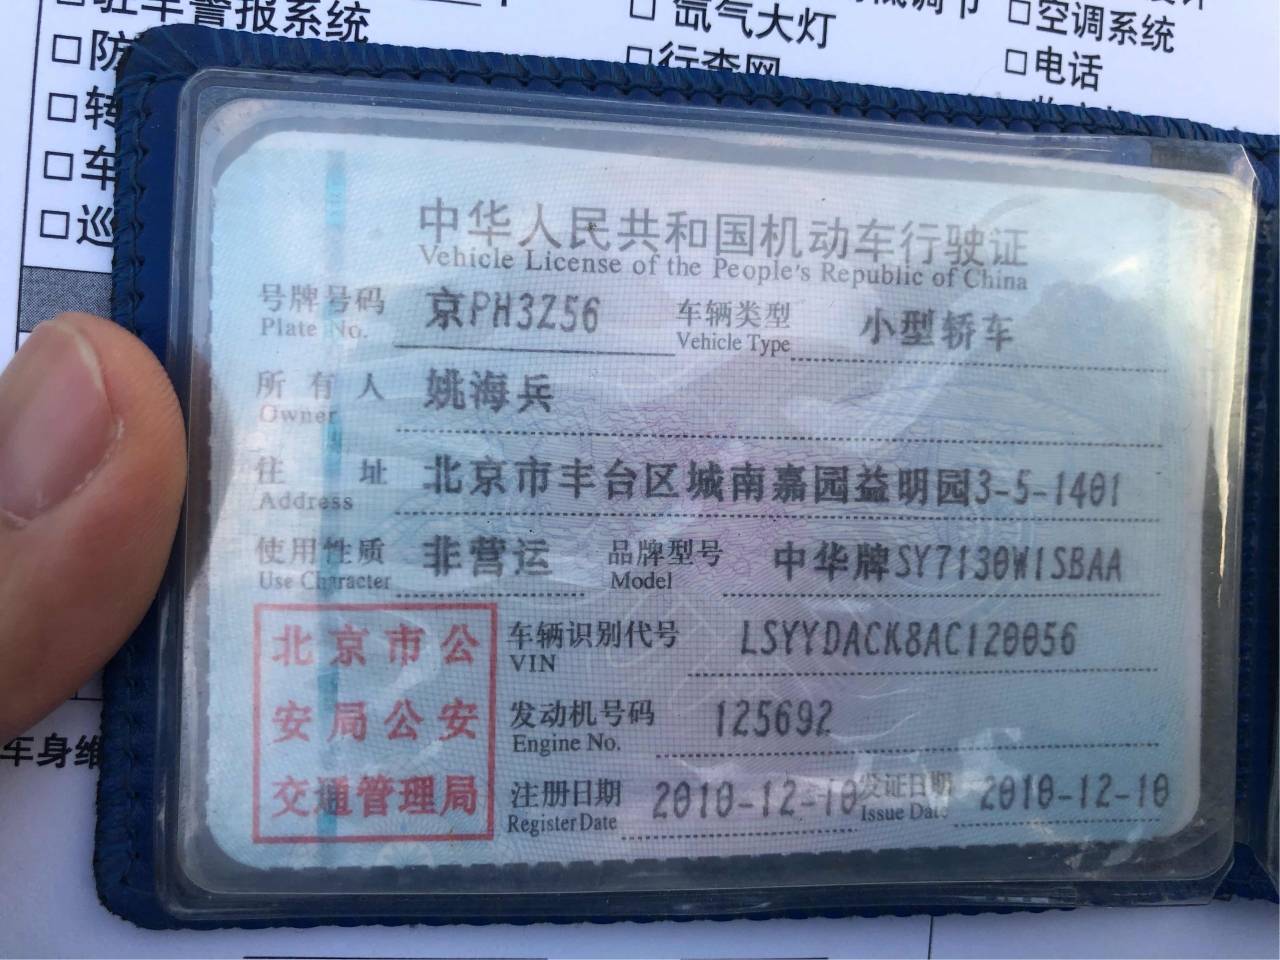 驻车警报系统
氙气大灯
□空调系统
□防
□行查网
□电话
□转
□车
□巡
中华人民共和国机动车行驶证
Vehicle License of the People's Republic of China
号牌号码 京PH3Z56 车辆类型 小型轿车
Plate No. Vehicle Type
所有人 姚海兵
Owner
住址 北京市丰台区城南嘉园益明园3-5-1401
Address
使用性质 非营运 品牌型号 中华牌SY7130W1SBAA
Use Character Model
北京市公安局公安交通管理局
车辆识别代号 LSYYDACK8AC120056
VIN
发动机号码 125692
Engine No.
注册日期 2010-12-10 发证日期 2010-12-10
Register Date Issue Date
车身维